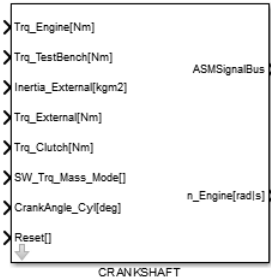 Trq_Engine[Nm]
Trq_TestBench[Nm]
ASMSignalBus
Inertia_External[kgm2]
Trq_External[Nm]
Trq_Clutch[Nm]
SW_Trq_Mass_Mode[]
n_Engine[rad|s]
CrankAngle_Cyl[deg]
Reset[]
CRANKSHAFT